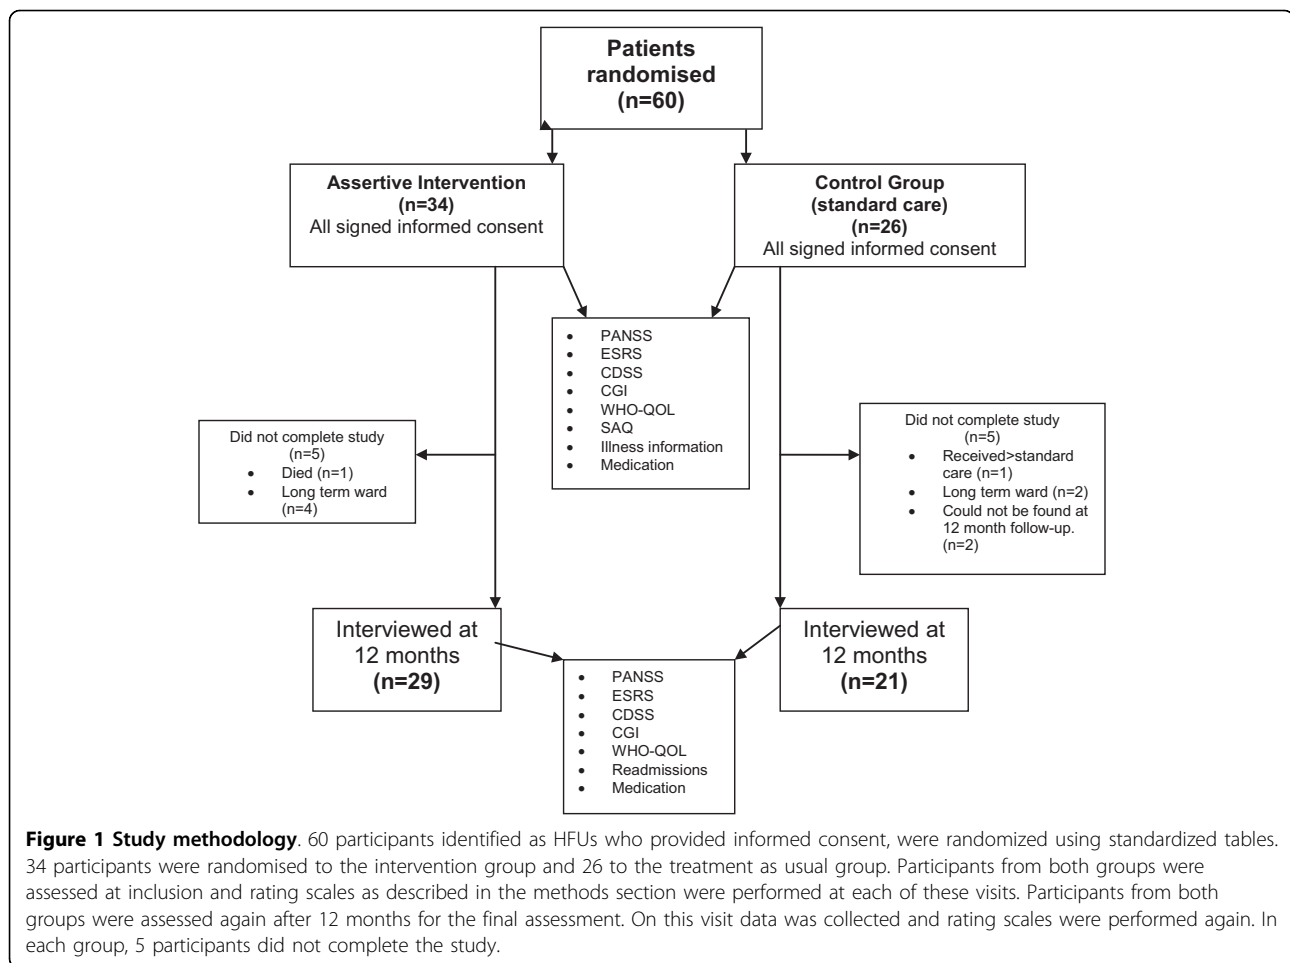 Patients
randomised
(n=60)
Assertive Intervention
(n=34)
All signed informed consent
Control Group
(standard care)
(n=26)
All signed informed consent
• PANSS
• ESRS
• CDSS
• CGI
• WHO-QOL
• SAQ
• Illness information
• Medication
Did not complete study
(n=5)
• Died (n=1)
• Long term ward
(n=4)
Did not complete study
(n=5)
• Received>standard
care (n=1)
• Long term ward (n=2)
• Could not be found at
12 month follow-up.
(n=2)
Interviewed at
12 months
(n=29)
Interviewed at
12 months
(n=21)
• PANSS
• ESRS
• CDSS
• CGI
• WHO-QOL
• Readmissions
• Medication
Figure 1 Study methodology. 60 participants identified as HFUs who provided informed consent, were randomized using standardized tables.
34 participants were randomised to the intervention group and 26 to the treatment as usual group. Participants from both groups were
assessed at inclusion and rating scales as described in the methods section were performed at each of these visits. Participants from both
groups were assessed again after 12 months for the final assessment. On this visit data was collected and rating scales were performed again. In
each group, 5 participants did not complete the study.